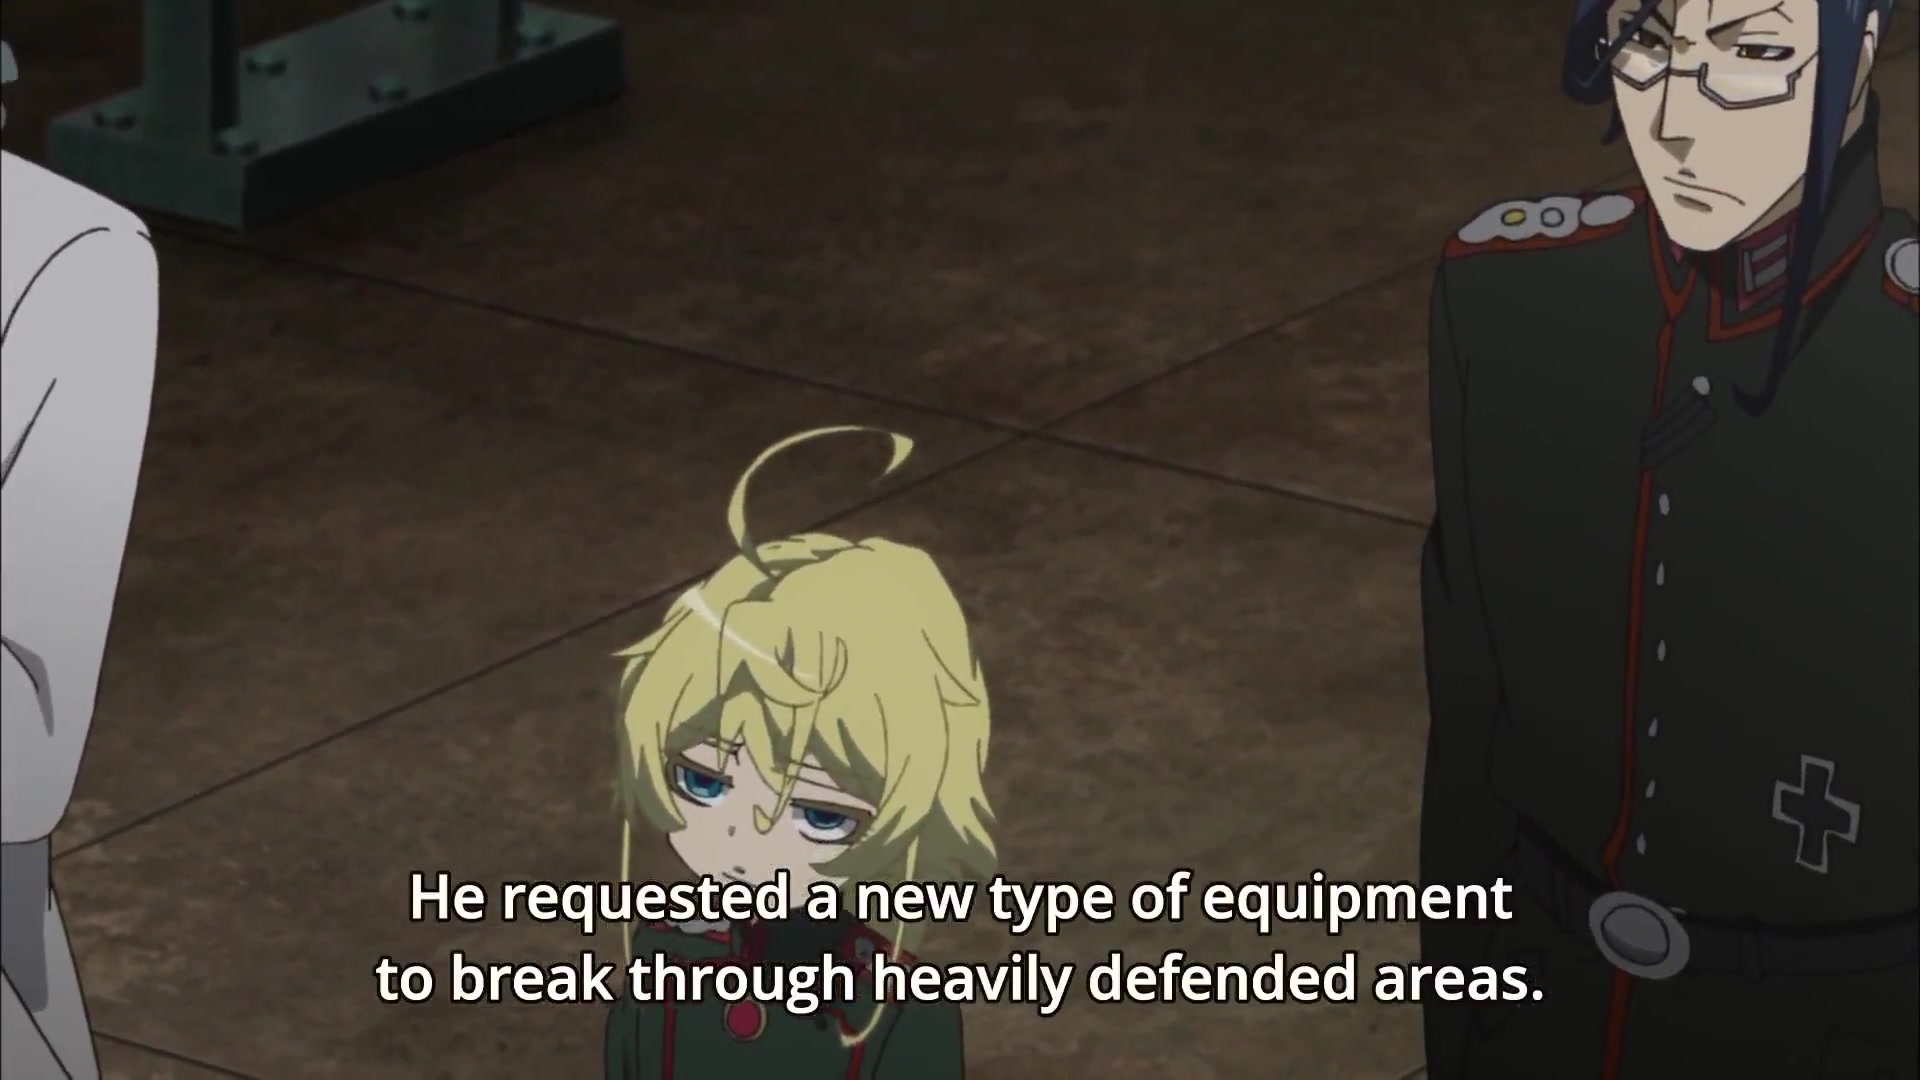 He requested a new type of equipment
to break through heavily defended areas.